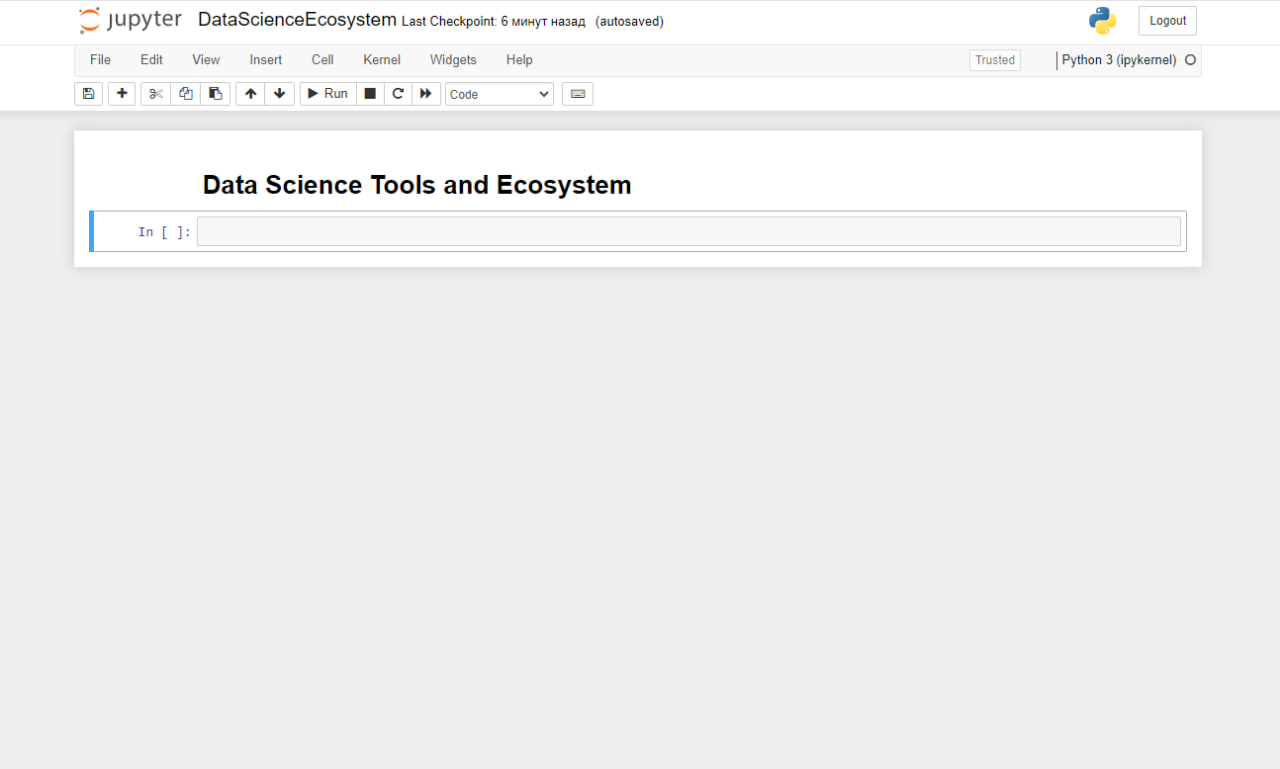 jupyter DataScienceEcosystem Last Checkpoint: 6 минут назад (autosaved) Logout
File Edit View Insert Cell Kernel Widgets Help Trusted Python 3 (ipykernel)
Run Code
Data Science Tools and Ecosystem
In [ ]: